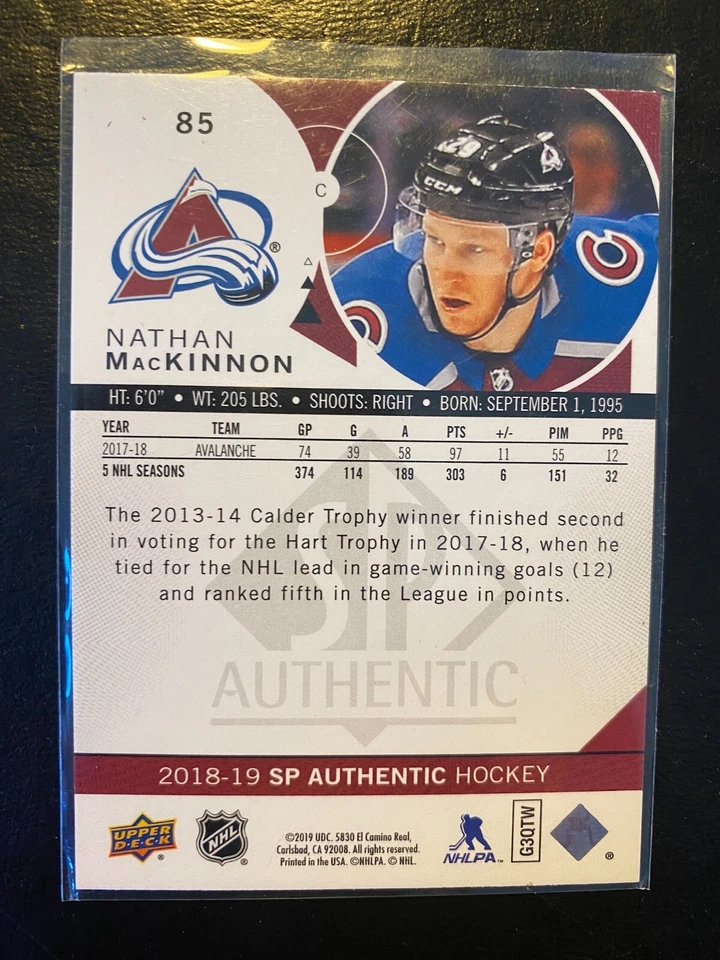 85
C
29
CCM
NATHAN
MacKINNON
HT: 6'0" • WT: 205 LBS. • SHOOTS: RIGHT • BORN: SEPTEMBER 1, 1995
YEAR TEAM GP G A PTS +/- PIM PPG
2017-18 AVALANCHE 74 39 58 97 11 55 12
5 NHL SEASONS 374 114 189 303 6 151 32
The 2013-14 Calder Trophy winner finished second
in voting for the Hart Trophy in 2017-18, when he
tied for the NHL lead in game-winning goals (12)
and ranked fifth in the League in points.
SP
AUTHENTIC
2018-19 SP AUTHENTIC HOCKEY
UPPER
D·E·C·K
®
NHL
®
©2019 UDC. 5830 El Camino Real,
Carlsbad, CA 92008. All rights reserved.
Printed in the USA. ©NHLPA. © NHL.
NHLPA™
G3QTW
®